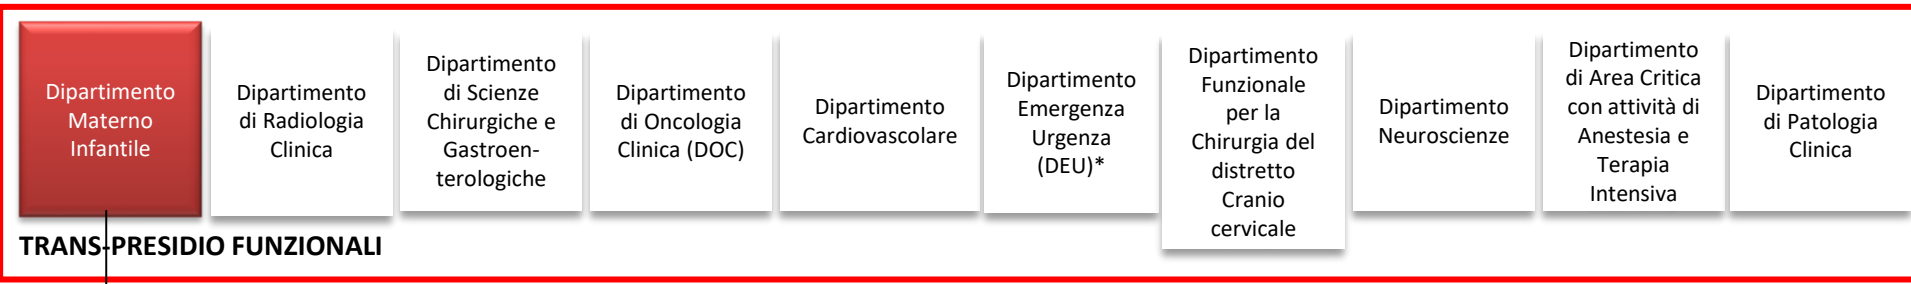 Dipartimento
Materno
Infantile
Dipartimento
di Radiologia
Clinica
Dipartimento
di Scienze
Chirurgiche e
Gastroen-
terologiche
Dipartimento
di Oncologia
Clinica (DOC)
Dipartimento
Cardiovascolare
Dipartimento
Emergenza
Urgenza
(DEU)*
Dipartimento
Funzionale
per la
Chirurgia del
distretto
Cranio
cervicale
Dipartimento
Neuroscienze
Dipartimento
di Area Critica
con attività di
Anestesia e
Terapia
Intensiva
Dipartimento
di Patologia
Clinica
TRANS-PRESIDIO FUNZIONALI